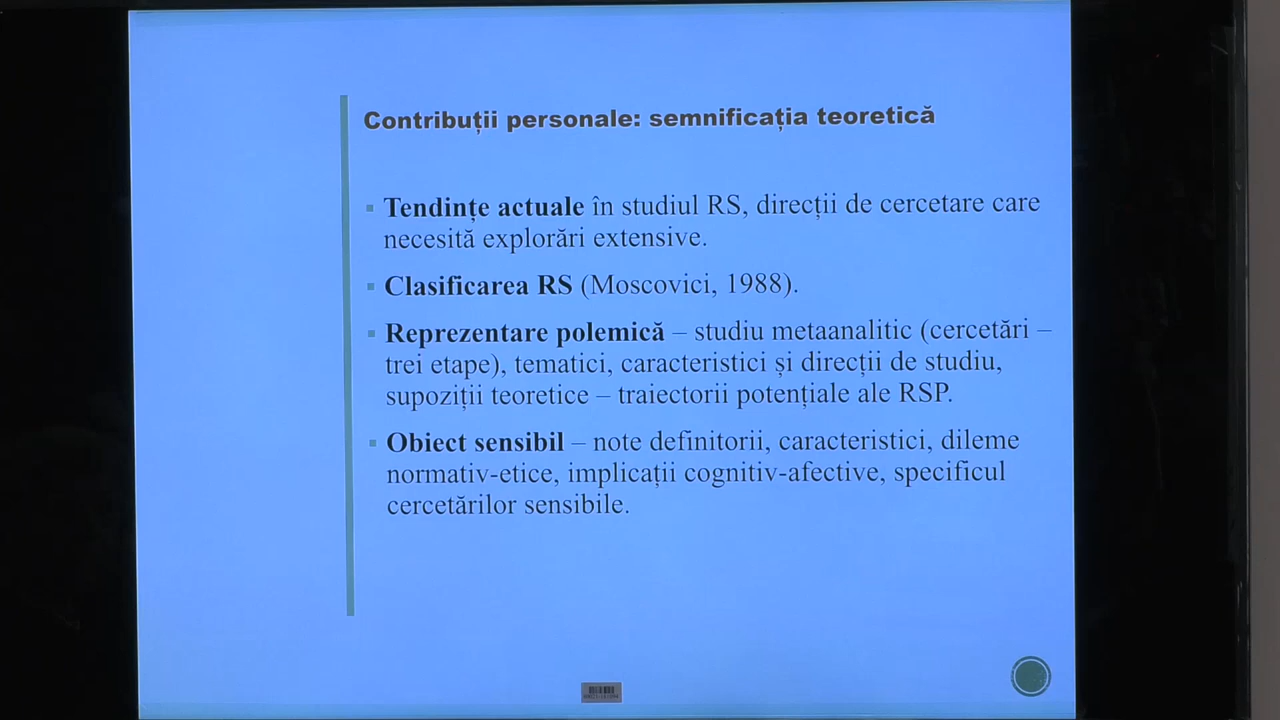 Contribuții personale: semnificația teoretică
Tendințe actuale în studiul RS, direcții de cercetare care
necesită explorări extensive.
Clasificarea RS (Moscovici, 1988).
Reprezentare polemică – studiu metaanalitic (cercetări –
trei etape), tematici, caracteristici și direcții de studiu,
supoziții teoretice – traiectorii potențiale ale RSP.
Obiect sensibil – note definitorii, caracteristici, dileme
normativ-etice, implicații cognitiv-afective, specificul
cercetărilor sensibile.